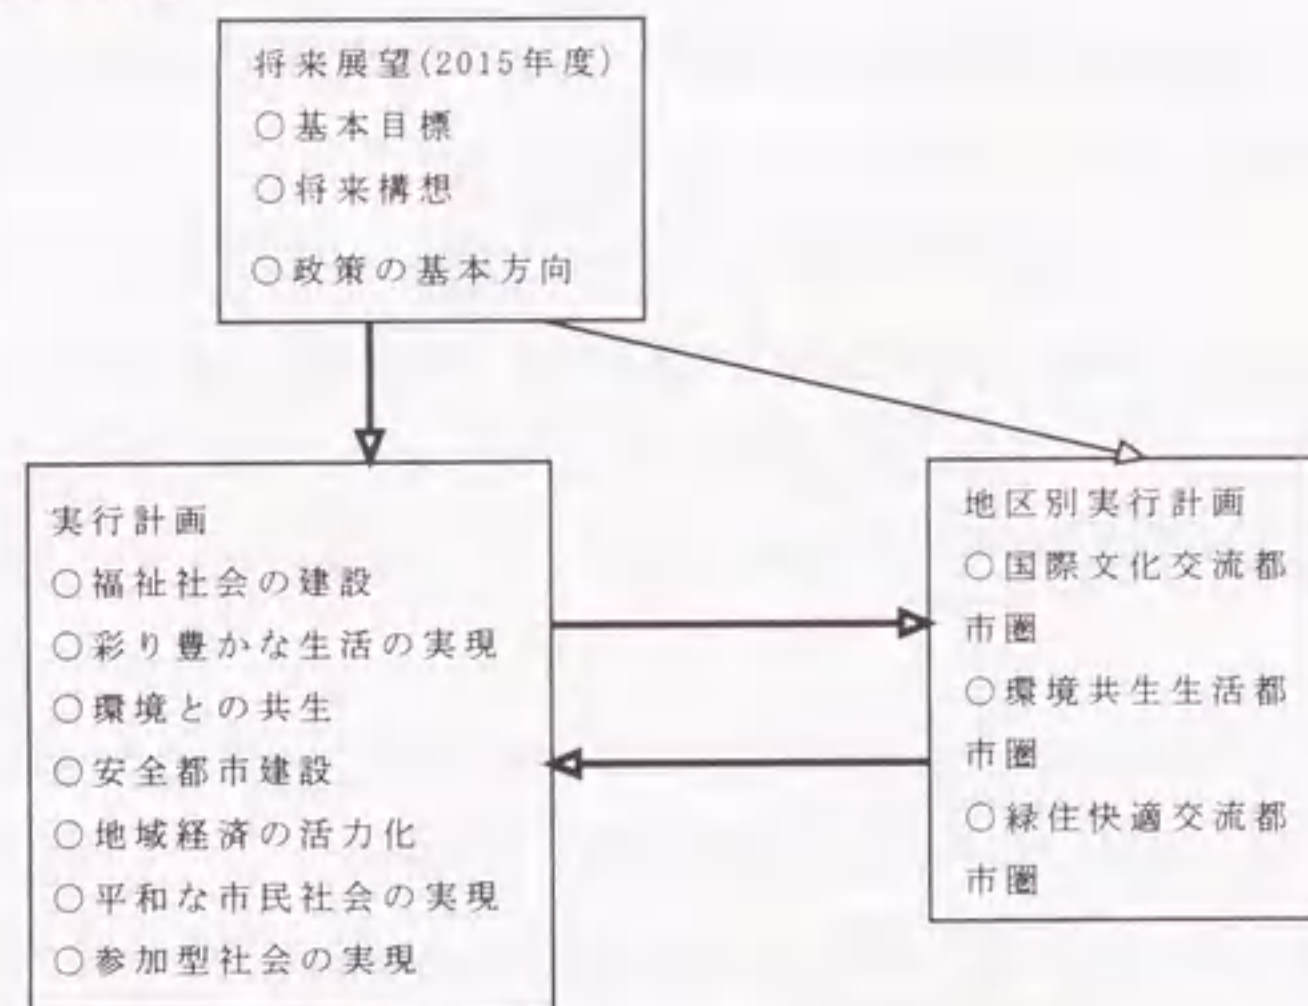 将来展望(2015年度)
○基本目標
○将来構想
○政策の基本方向
実行計画
○福祉社会の建設
○彩り豊かな生活の実現
○環境との共生
○安全都市建設
○地域経済の活力化
○平和な市民社会の実現
○参加型社会の実現
地区別実行計画
○国際文化交流都
市圏
○環境共生生活都
市圏
○緑住快適交流都
市圏